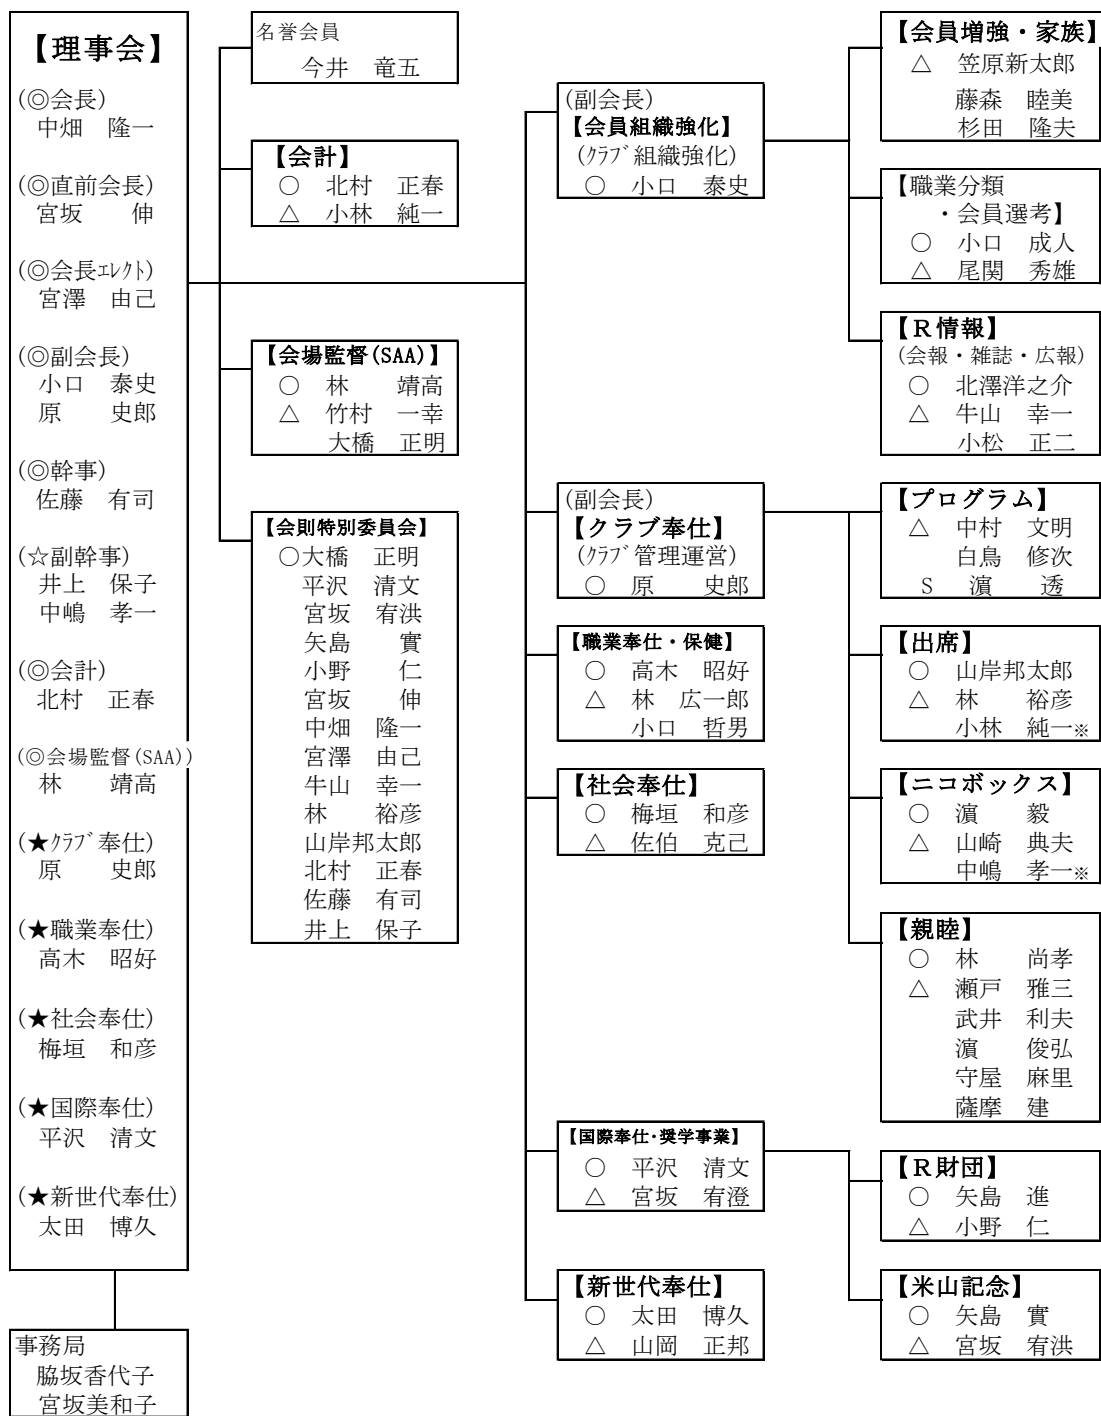 【理事会】
(◎会長)
中畑 隆一
(◎直前会長)
宮坂 伸
(◎会長エレクト)
宮澤 由己
(◎副会長)
小口 泰史
原 史郎
(◎幹事)
佐藤 有司
(☆副幹事)
井上 保子
中嶋 孝一
(◎会計)
北村 正春
(◎会場監督(SAA))
林 靖高
(★クラブ奉仕)
原 史郎
(★職業奉仕)
高木 昭好
(★社会奉仕)
梅垣 和彦
(★国際奉仕)
平沢 清文
(★新世代奉仕)
太田 博久
事務局
脇坂香代子
宮坂美和子
名誉会員
今井 竜五
【会計】
○ 北村 正春
△ 小林 純一
【会場監督(SAA)】
○ 林 靖高
△ 竹村 一幸
大橋 正明
【会則特別委員会】
○大橋 正明
平沢 清文
宮坂 宥洪
矢島 實
小野 仁
宮坂 伸
中畑 隆一
宮澤 由己
牛山 幸一
林 裕彦
山岸邦太郎
北村 正春
佐藤 有司
井上 保子
(副会長)
【会員組織強化】
(クラブ組織強化)
○ 小口 泰史
(副会長)
【クラブ奉仕】
(クラブ管理運営)
○ 原 史郎
【職業奉仕・保健】
○ 高木 昭好
△ 林 広一郎
小口 哲男
【社会奉仕】
○ 梅垣 和彦
△ 佐伯 克己
【国際奉仕・奨学事業】
○ 平沢 清文
△ 宮坂 宥澄
【新世代奉仕】
○ 太田 博久
△ 山岡 正邦
【会員増強・家族】
△ 笠原新太郎
藤森 睦美
杉田 隆夫
【職業分類
・会員選考】
○ 小口 成人
△ 尾関 秀雄
【R情報】
(会報・雑誌・広報)
○ 北澤洋之介
△ 牛山 幸一
小松 正二
【プログラム】
△ 中村 文明
白鳥 修次
S 濵 透
【出席】
○ 山岸邦太郎
△ 林 裕彦
小林 純一※
【ニコボックス】
○ 濵 毅
△ 山崎 典夫
中嶋 孝一※
【親睦】
○ 林 尚孝
△ 瀬戸 雅三
武井 利夫
濵 俊弘
守屋 麻里
薩摩 建
【R財団】
○ 矢島 進
△ 小野 仁
【米山記念】
○ 矢島 實
△ 宮坂 宥洪